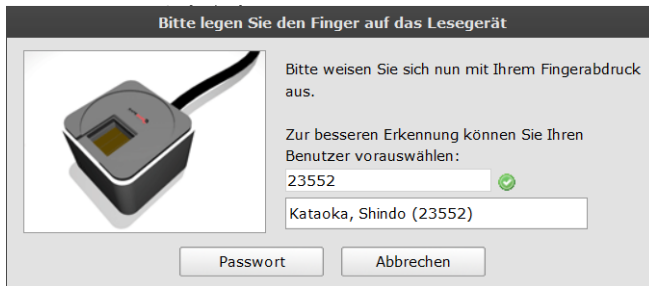 Bitte legen Sie den Finger auf das Lesegerät
Bitte weisen Sie sich nun mit Ihrem Fingerabdruck
aus.
Zur besseren Erkennung können Sie Ihren
Benutzer vorauswählen:
23552
Kataoka, Shindo (23552)
Passwort
Abbrechen